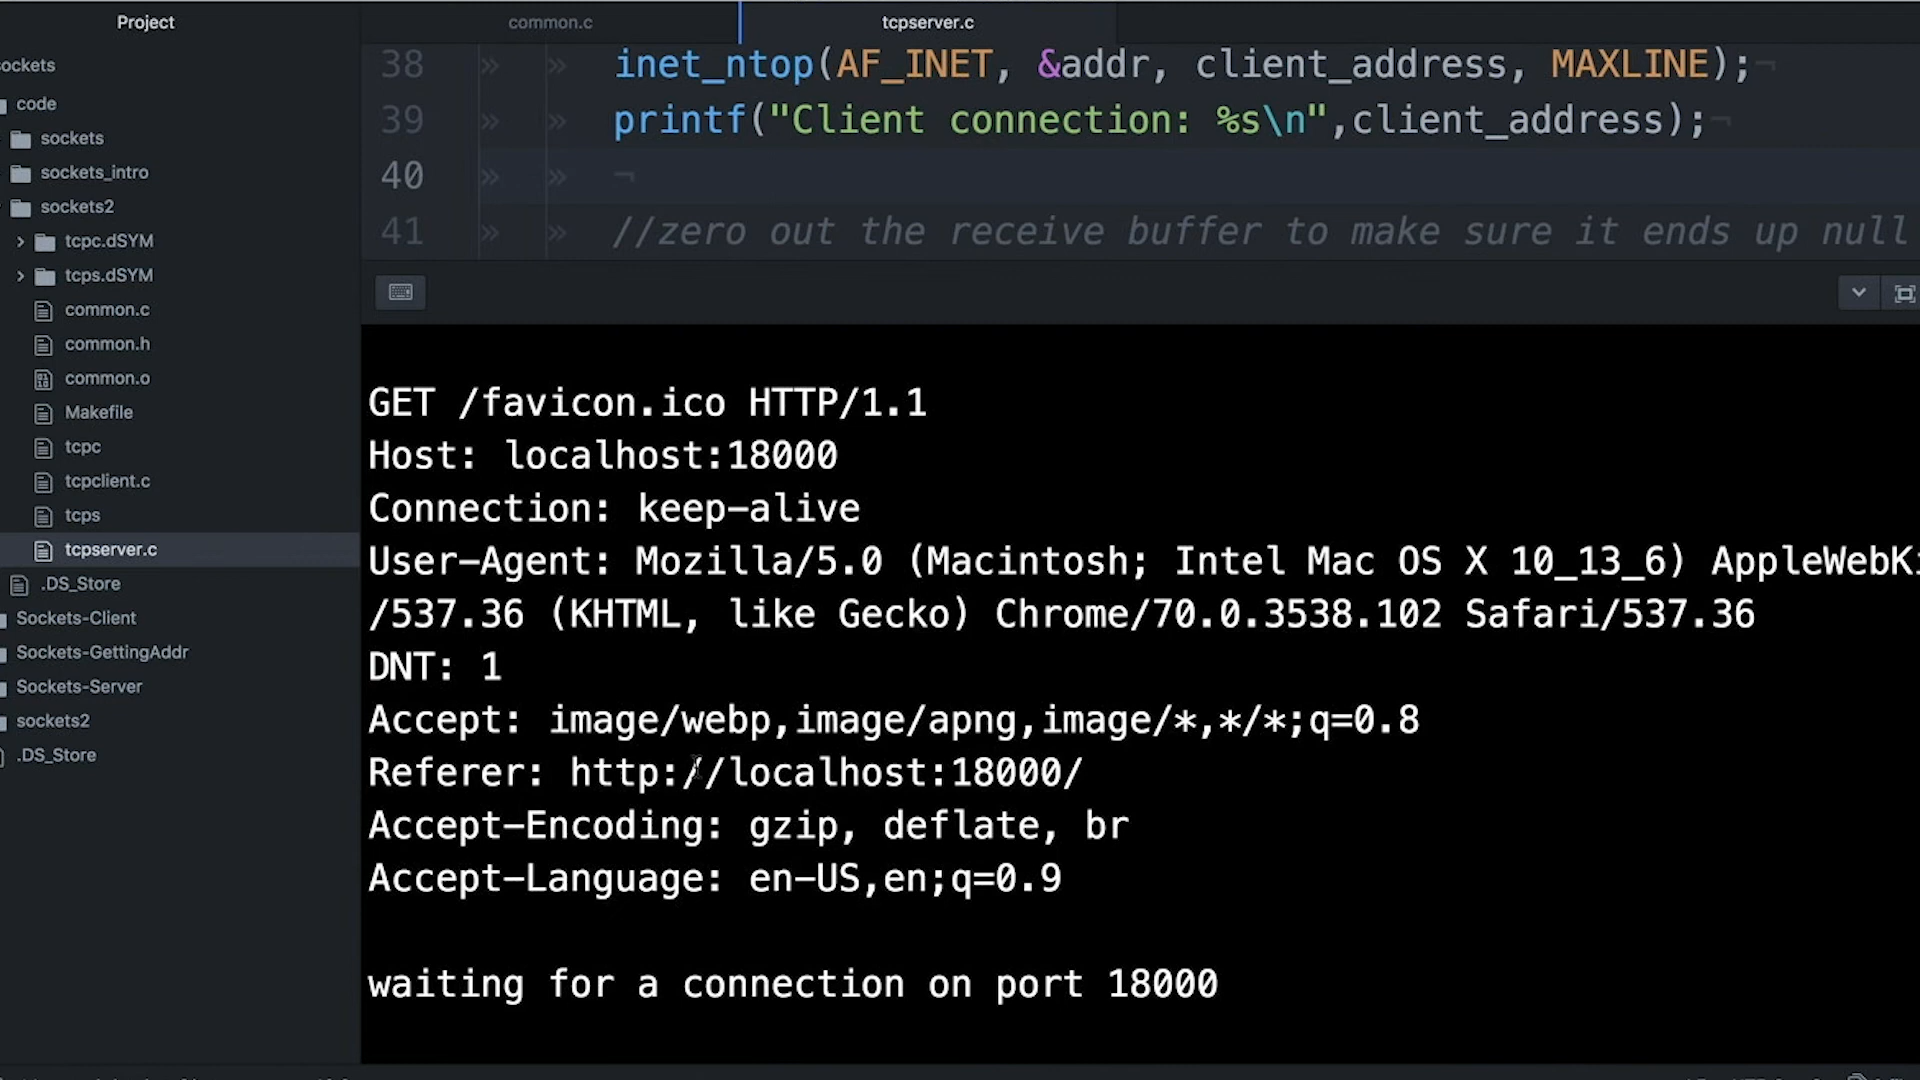 Project
common.c
tcpserver.c
ockets
code
sockets
sockets_intro
sockets2
tcpc.dSYM
tcps.dSYM
common.c
common.h
common.o
Makefile
tcpc
tcpclient.c
tcps
tcpserver.c
.DS_Store
Sockets-Client
Sockets-GettingAddr
Sockets-Server
sockets2
.DS_Store
38 » » inet_ntop(AF_INET, &addr, client_address, MAXLINE);¬
39 » » printf("Client connection: %s\n",client_address);¬
40 » » ¬
41 » » //zero out the receive buffer to make sure it ends up null
GET /favicon.ico HTTP/1.1
Host: localhost:18000
Connection: keep-alive
User-Agent: Mozilla/5.0 (Macintosh; Intel Mac OS X 10_13_6) AppleWebKi
/537.36 (KHTML, like Gecko) Chrome/70.0.3538.102 Safari/537.36
DNT: 1
Accept: image/webp,image/apng,image/*,*/*;q=0.8
Referer: http://localhost:18000/
Accept-Encoding: gzip, deflate, br
Accept-Language: en-US,en;q=0.9
waiting for a connection on port 18000